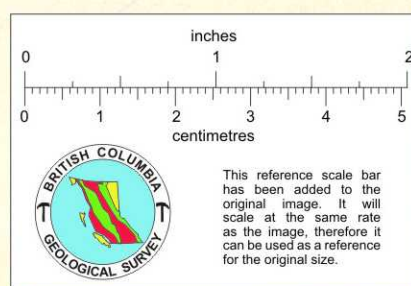 inches
0 1 2
0 1 2 3 4 5
centimetres
BRITISH COLUMBIA
GEOLOGICAL SURVEY
This reference scale bar
has been added to the
original image. It will
scale at the same rate
as the image, therefore it
can be used as a reference
for the original size.